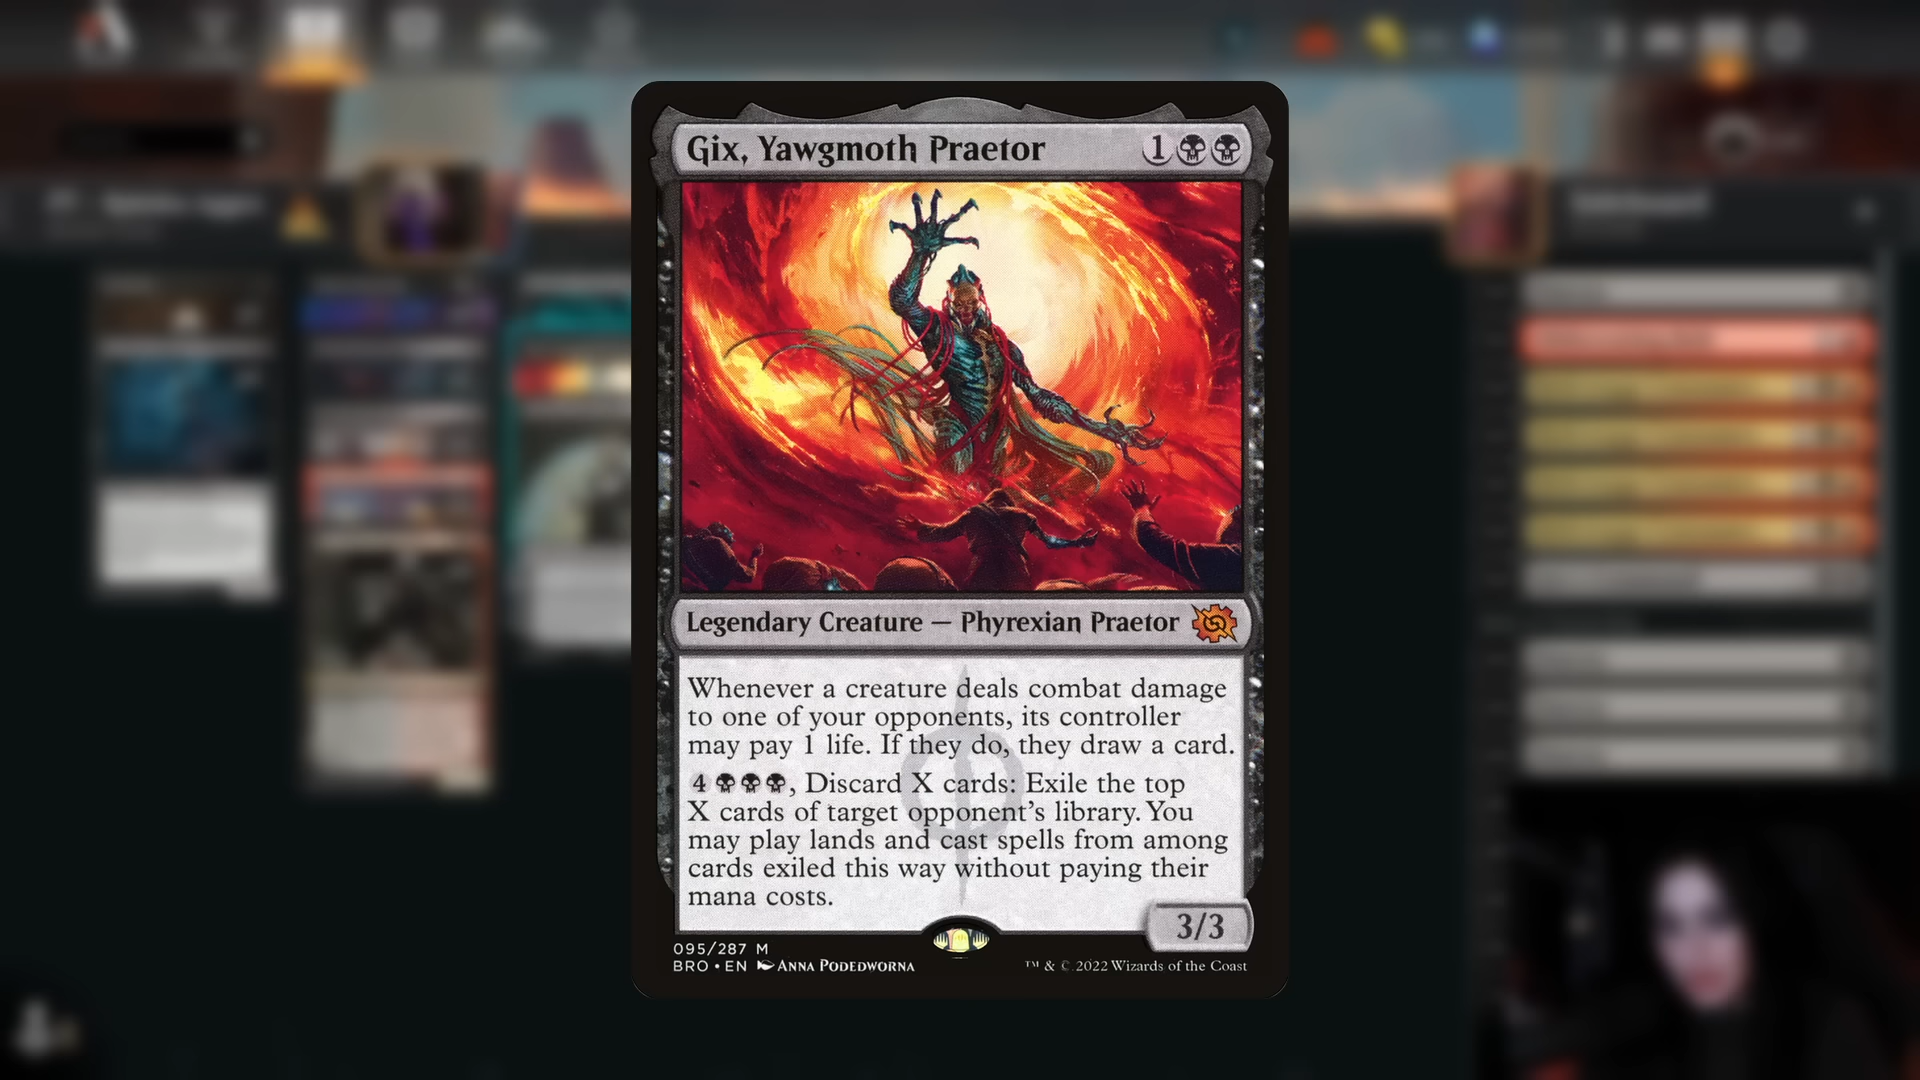 Gix, Yawgmoth Praetor 1
Legendary Creature — Phyrexian Praetor
Whenever a creature deals combat damage
to one of your opponents, its controller
may pay 1 life. If they do, they draw a card.
4, Discard X cards: Exile the top
X cards of target opponent's library. You
may play lands and cast spells from among
cards exiled this way without paying their
mana costs.
3/3
095/287 M
BRO • EN Anna Podedworna
™ & © 2022 Wizards of the Coast